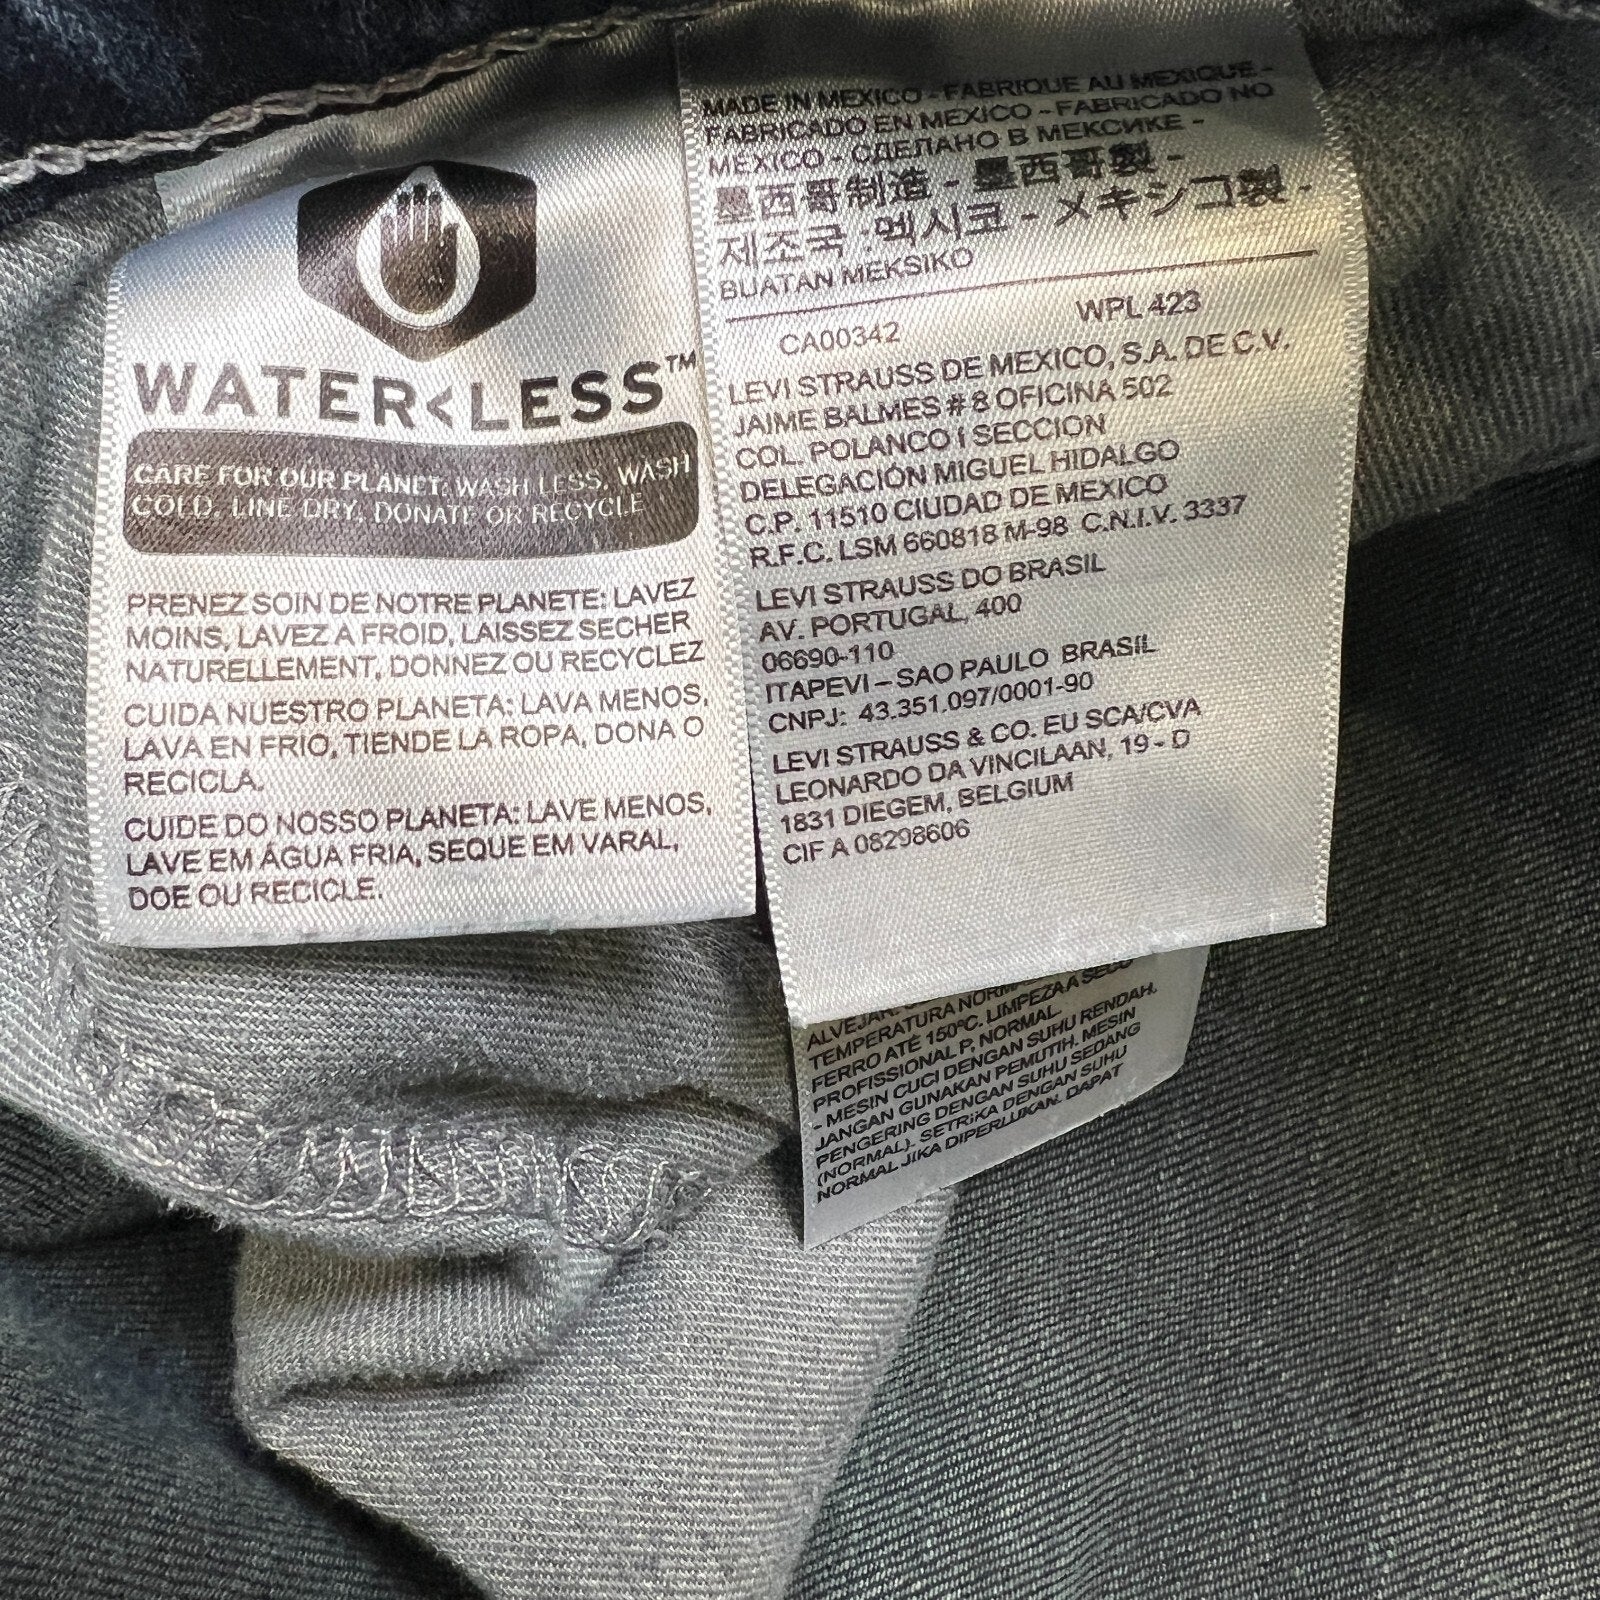 WATER<LESS™
CARE FOR OUR PLANET: WASH LESS, WASH
COLD, LINE DRY, DONATE OR RECYCLE
PRENEZ SOIN DE NOTRE PLANETE: LAVEZ
MOINS, LAVEZ A FROID, LAISSEZ SECHER
NATURELLEMENT, DONNEZ OU RECYCLEZ
CUIDA NUESTRO PLANETA: LAVA MENOS,
LAVA EN FRIO, TIENDE LA ROPA, DONA O
RECICLA.
CUIDE DO NOSSO PLANETA: LAVE MENOS,
LAVE EM ÁGUA FRIA, SEQUE EM VARAL,
DOE OU RECICLE.
MADE IN MEXICO - FABRIQUE AU MEXIQUE -
FABRICADO EN MEXICO - FABRICADO NO
MEXICO - СДЕЛАНО В МЕКСИКЕ -
墨西哥制造 - 墨西哥製 -
제조국 :멕시코 - メキシコ製 -
BUATAN MEKSIKO
CA00342 WPL 423
LEVI STRAUSS DE MEXICO, S.A. DE C.V.
JAIME BALMES # 8 OFICINA 502
COL. POLANCO I SECCION
DELEGACIÓN MIGUEL HIDALGO
C.P. 11510 CIUDAD DE MEXICO
R.F.C. LSM 660818 M-98 C.N.I.V. 3337
LEVI STRAUSS DO BRASIL
AV. PORTUGAL, 400
06690-110
ITAPEVI – SAO PAULO BRASIL
CNPJ: 43.351.097/0001-90
LEVI STRAUSS & CO. EU SCA/CVA
LEONARDO DA VINCILAAN, 19 - D
1831 DIEGEM, BELGIUM
CIF A 08298606
ALVEJAR.
TEMPERATURA NORMAL LIMPEZA A SECO
FERRO ATÉ 150ºC.
PROFISSIONAL P, NORMAL.
- MESIN CUCI DENGAN SUHU RENDAH.
JANGAN GUNAKAN PEMUTIH. MESIN
PENGERING DENGAN SUHU SEDANG
(NORMAL). SETRIKA DENGAN SUHU
NORMAL JIKA DIPERLUKAN. DAPAT